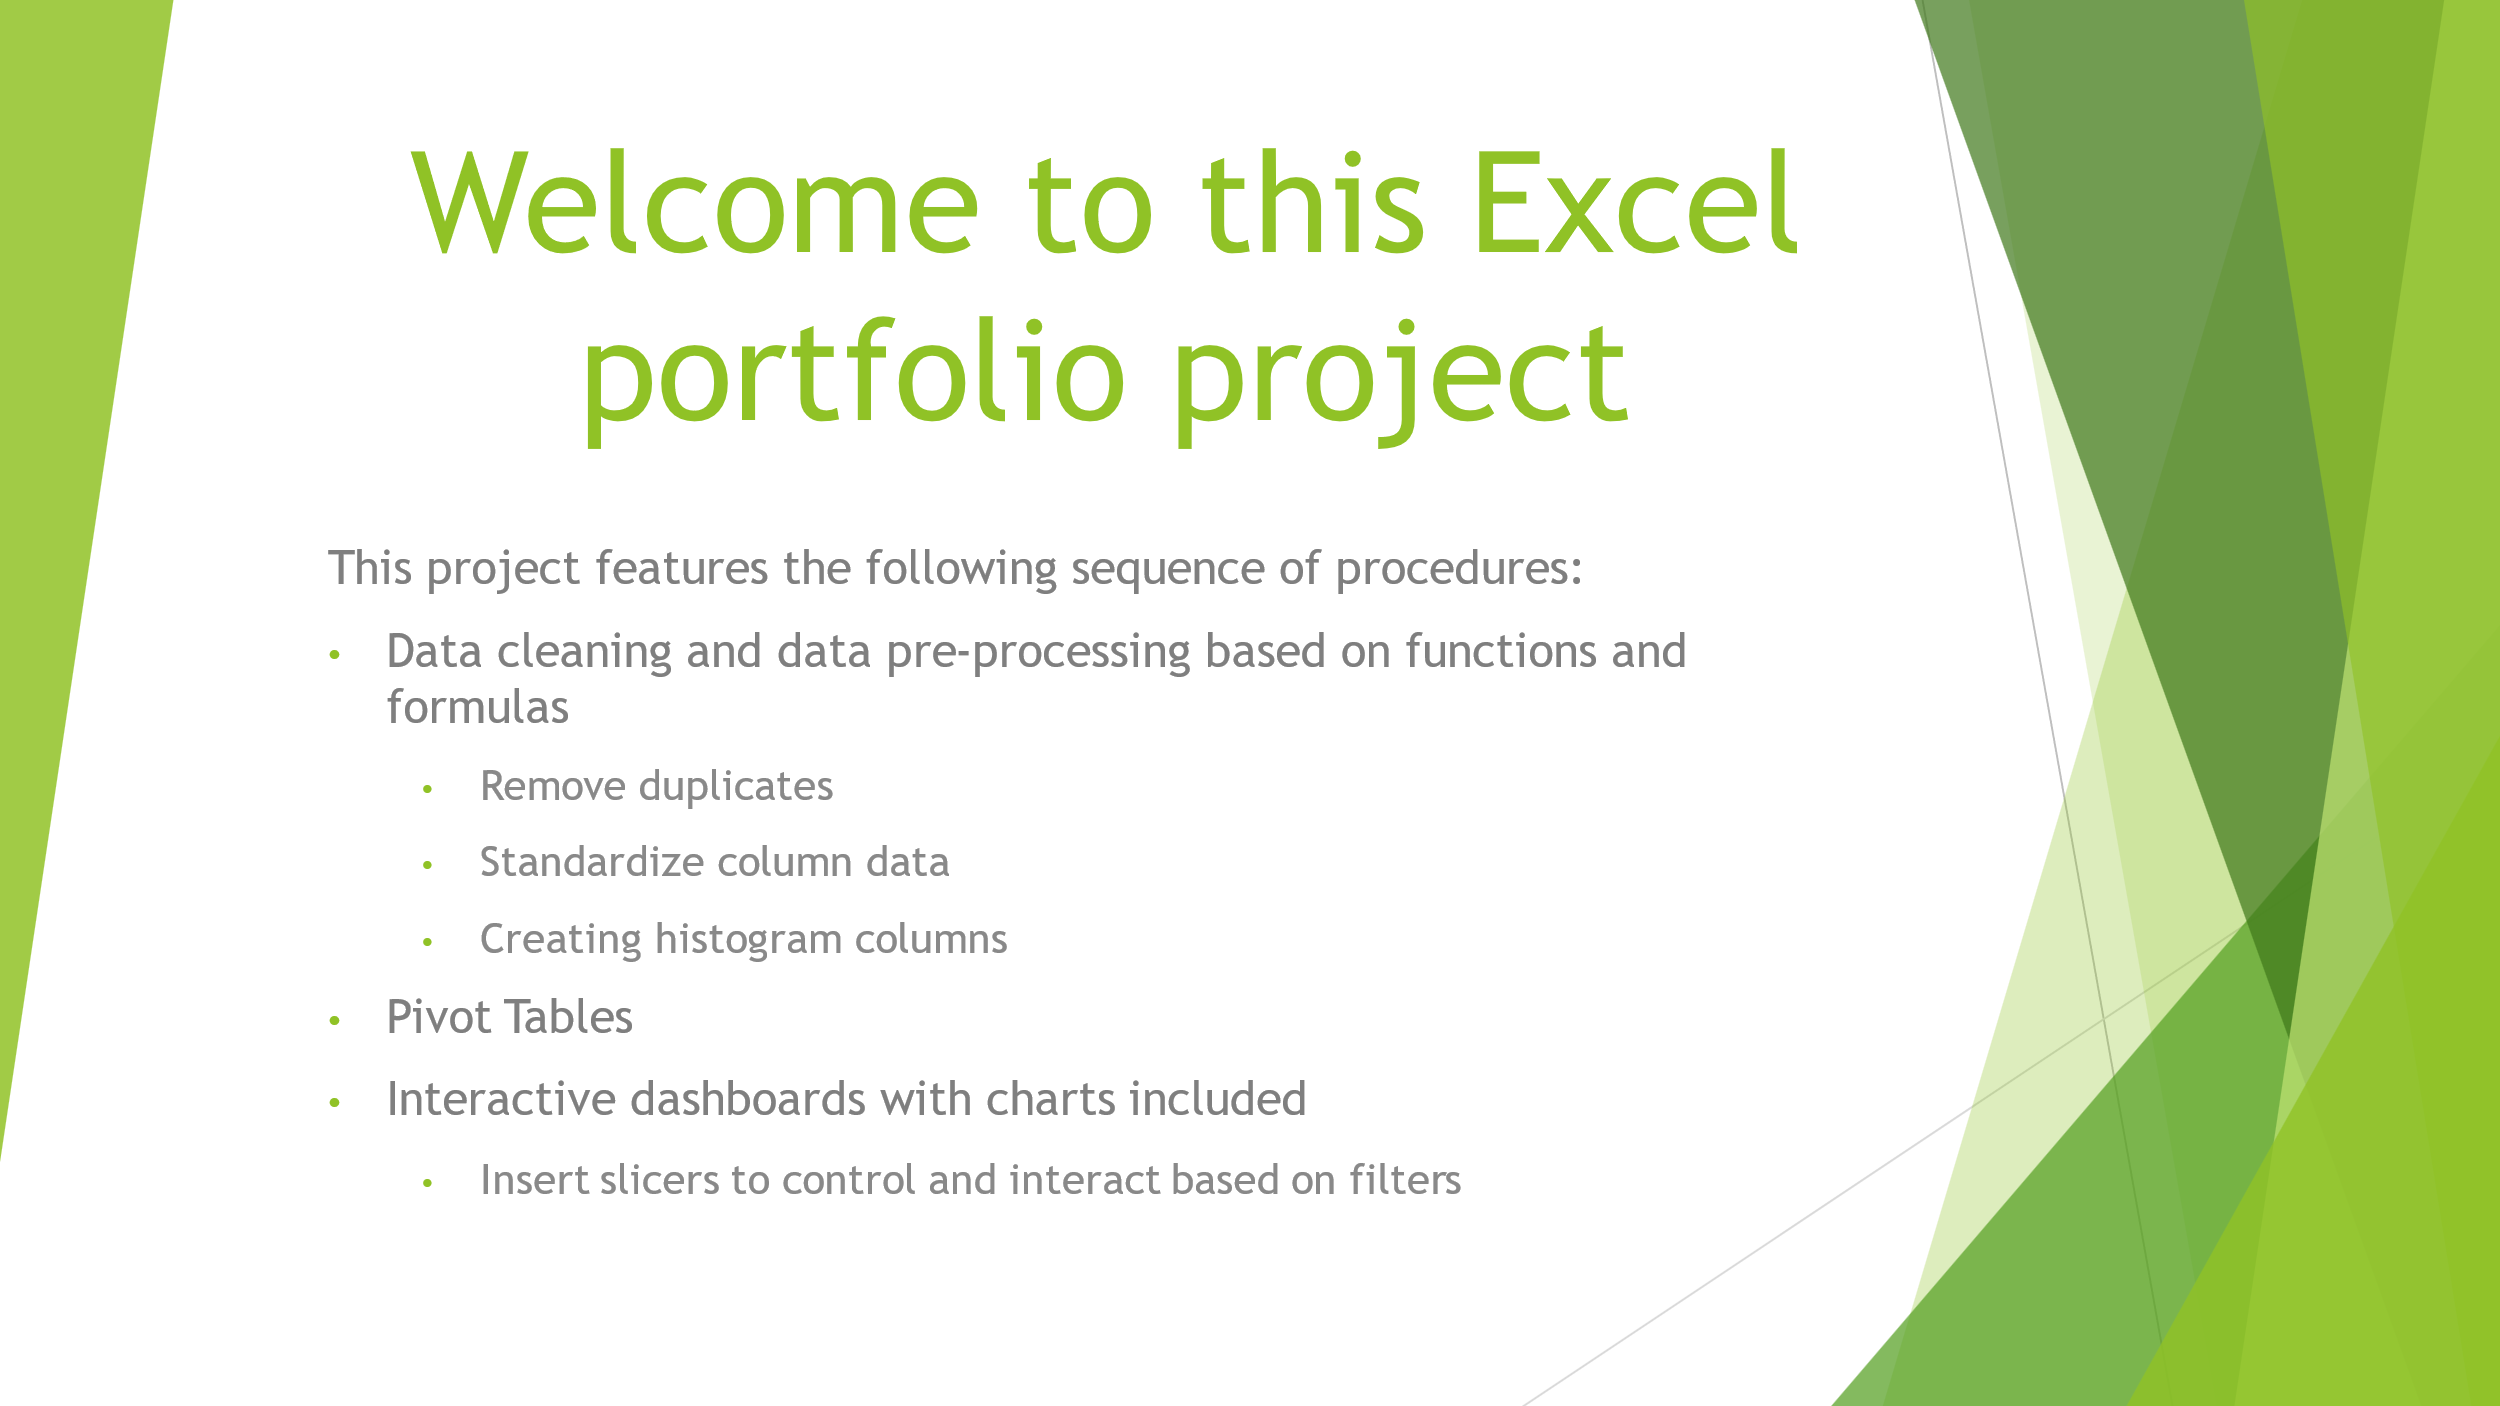 Welcome to this Excel
portfolio project
This project features the following sequence of procedures:
• Data cleaning and data pre-processing based on functions and
formulas
• Remove duplicates
• Standardize column data
• Creating histogram columns
• Pivot Tables
• Interactive dashboards with charts included
• Insert slicers to control and interact based on filters